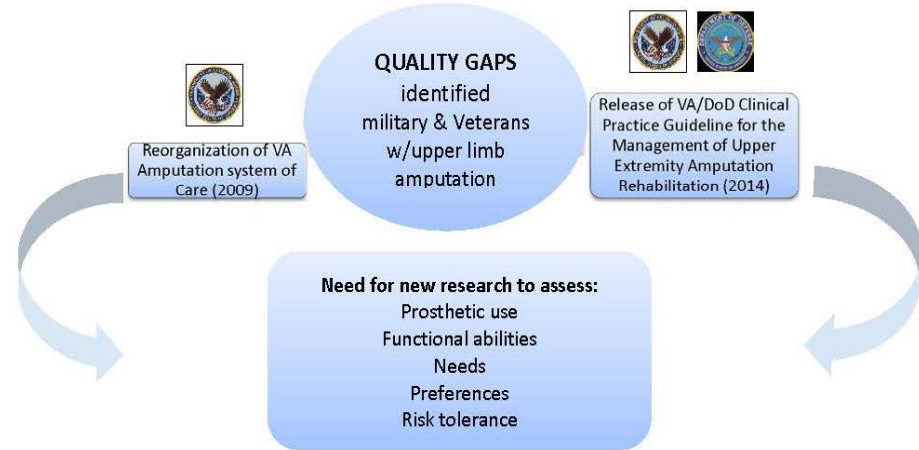 QUALITY GAPS
identified
military & Veterans
w/upper limb
amputation
Reorganization of VA
Amputation system of
Care (2009)
Release of VA/DoD Clinical
Practice Guideline for the
Management of Upper
Extremity Amputation
Rehabilitation (2014)
Need for new research to assess:
Prosthetic use
Functional abilities
Needs
Preferences
Risk tolerance